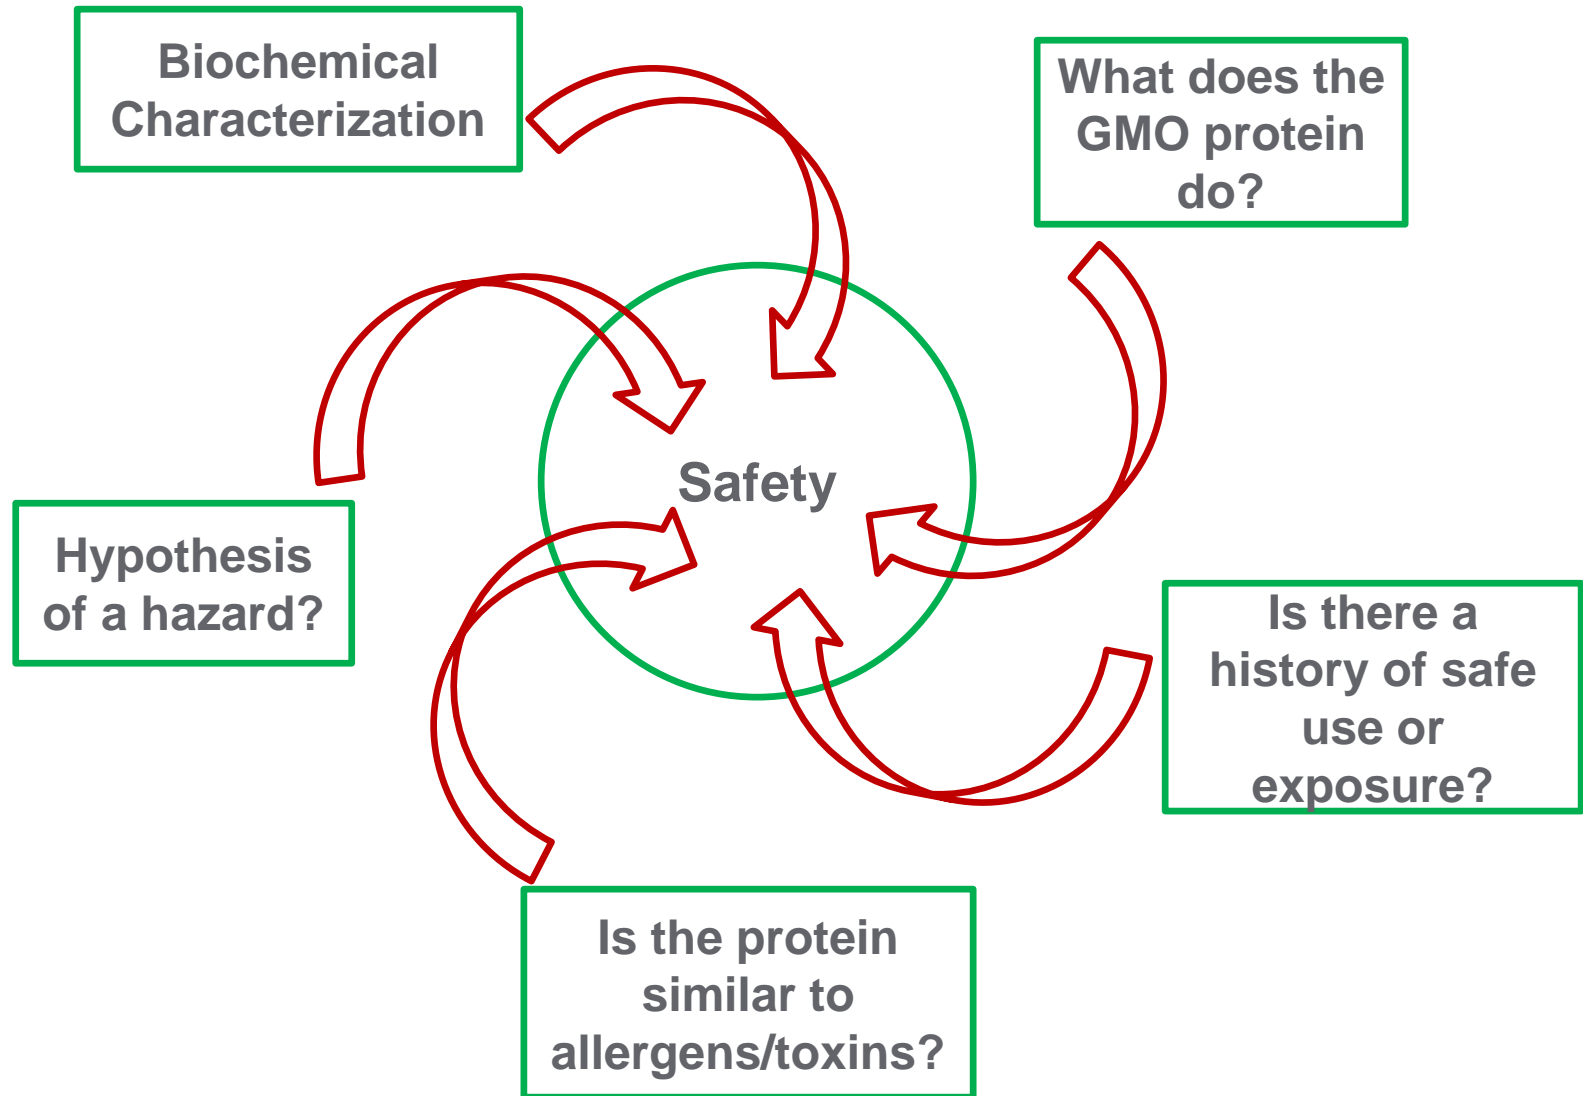 Biochemical
Characterization
What does the
GMO protein
do?
Safety
Hypothesis
of a hazard?
Is there a
history of safe
use or
exposure?
Is the protein
similar to
allergens/toxins?